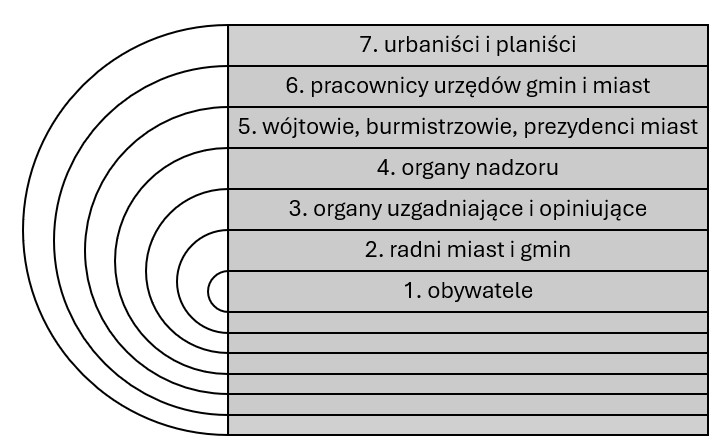 7. urbaniści i planiści
6. pracownicy urzędów gmin i miast
5. wójtowie, burmistrzowie, prezydenci miast
4. organy nadzoru
3. organy uzgadniające i opiniujące
2. radni miast i gmin
1. obywatele